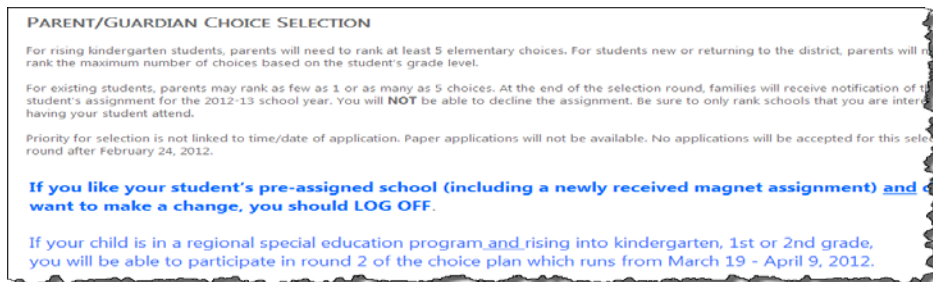 PARENT/GUARDIAN CHOICE SELECTION
For rising kindergarten students, parents will need to rank at least 5 elementary choices. For students new or returning to the district, parents will
rank the maximum number of choices based on the student's grade level.
For existing students, parents may rank as few as 1 or as many as 5 choices. At the end of the selection round, families will receive notification of
student's assignment for the 2012-13 school year. You will NOT be able to decline the assignment. Be sure to only rank schools that you are
having your student attend.
Priority for selection is not linked to time/date of application. Paper applications will not be available. No applications will be accepted for this
round after February 24, 2012.
If you like your student's pre-assigned school (including a newly received magnet assignment) and
want to make a change, you should LOG OFF.
If your child is in a regional special education program and rising into kindergarten, 1st or 2nd grade,
you will be able to participate in round 2 of the choice plan which runs from March 19 - April 9, 2012.